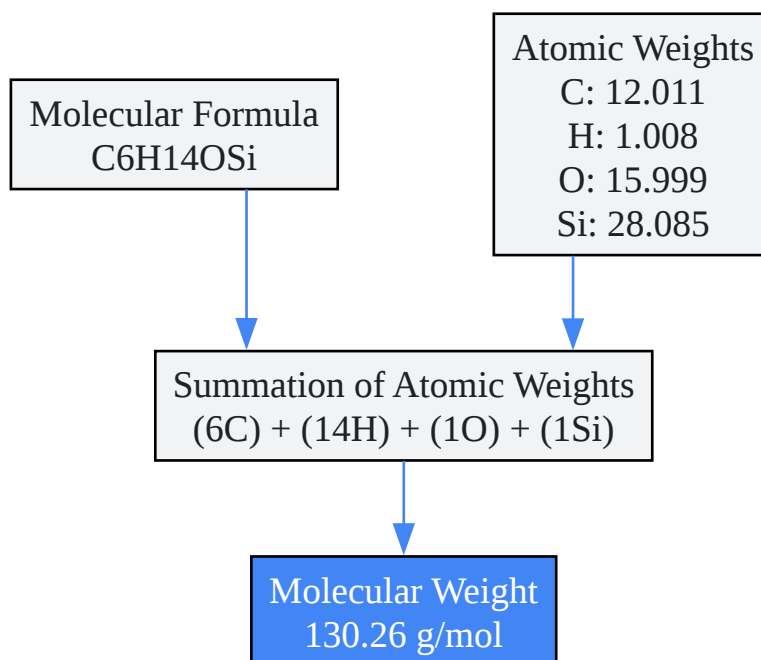 Molecular Formula
C6H14OSi
Atomic Weights
C: 12.011
H: 1.008
O: 15.999
Si: 28.085
Summation of Atomic Weights
(6C) + (14H) + (1O) + (1Si)
Molecular Weight
130.26 g/mol